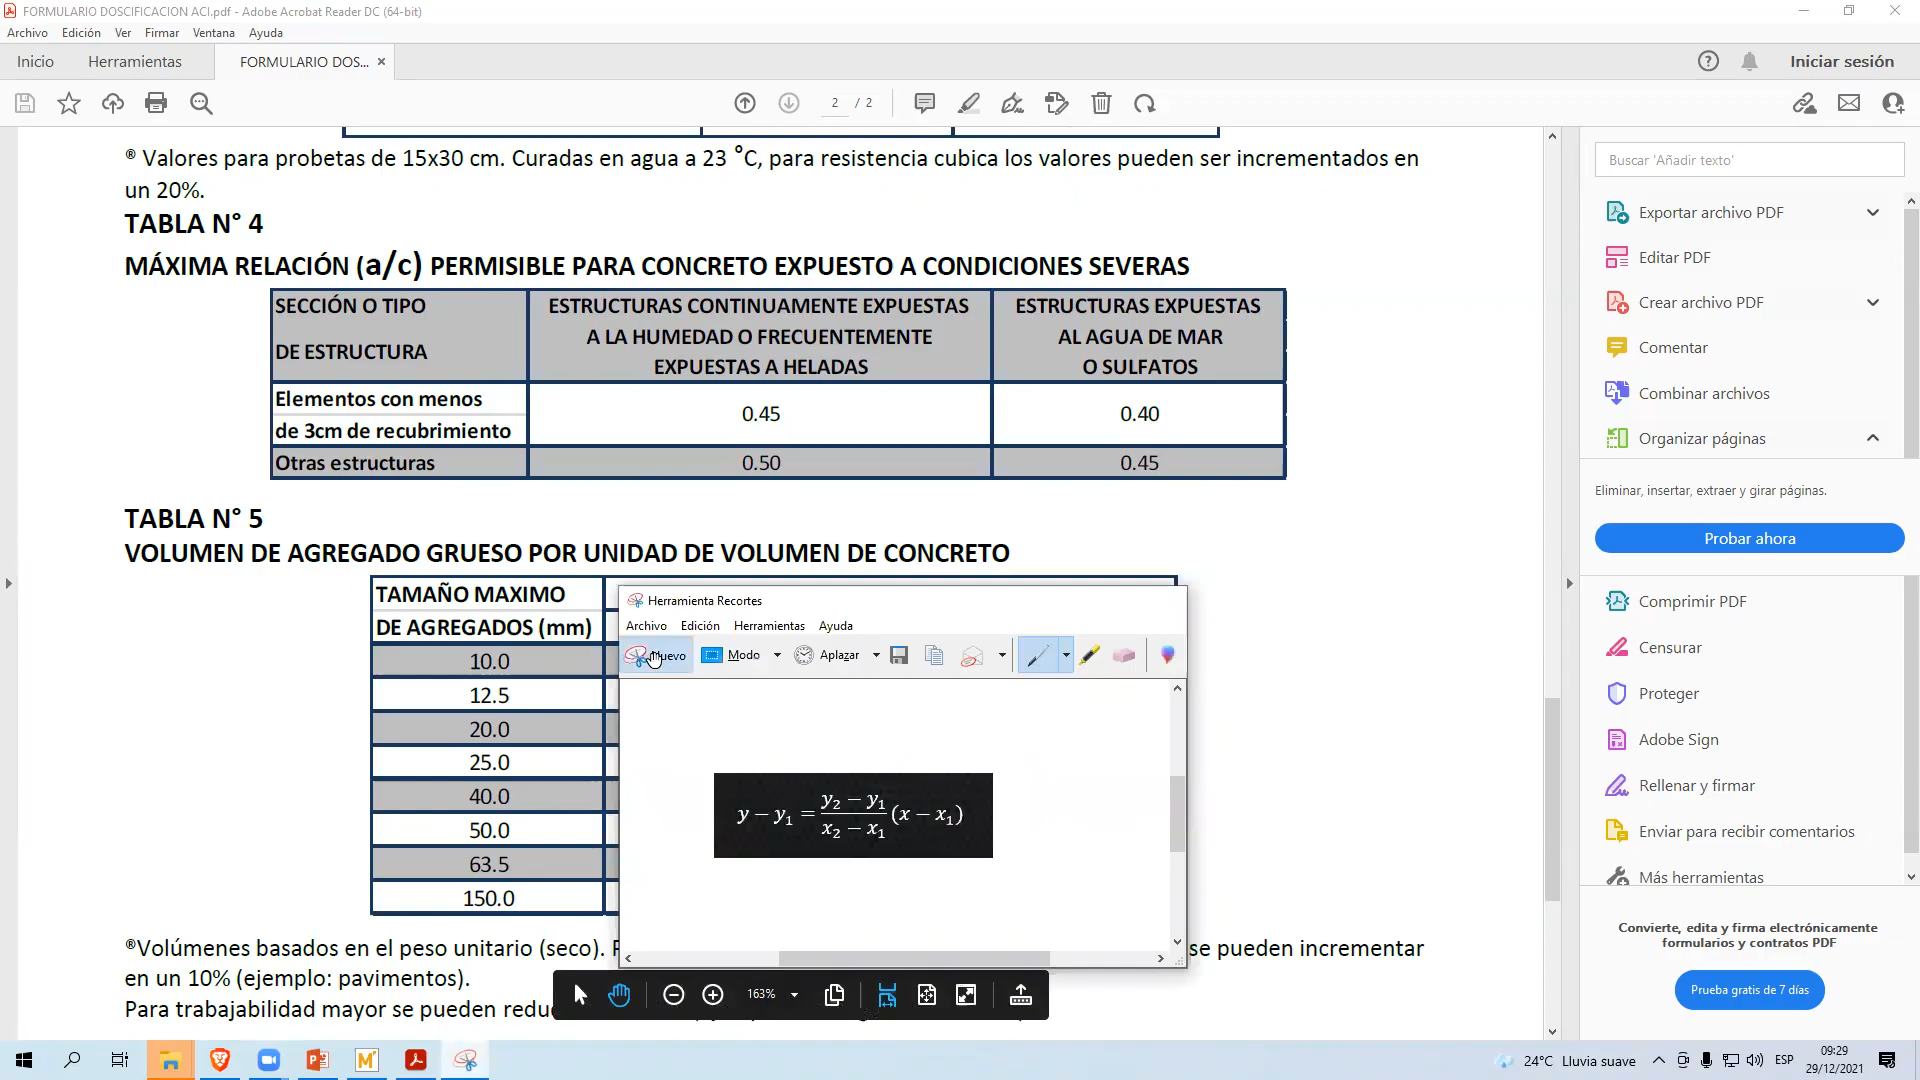 FORMULARIO DOSCIFICACION ACI.pdf - Adobe Acrobat Reader DC (64-bit)
Archivo Edición Ver Firmar Ventana Ayuda
Inicio Herramientas FORMULARIO DOS... × Iniciar sesión
2 / 2
® Valores para probetas de 15x30 cm. Curadas en agua a 23 °C, para resistencia cubica los valores pueden ser incrementados en
un 20%.
TABLA N° 4
MÁXIMA RELACIÓN (a/c) PERMISIBLE PARA CONCRETO EXPUESTO A CONDICIONES SEVERAS
SECCIÓN O TIPO
DE ESTRUCTURA
ESTRUCTURAS CONTINUAMENTE EXPUESTAS
A LA HUMEDAD O FRECUENTEMENTE
EXPUESTAS A HELADAS
ESTRUCTURAS EXPUESTAS
AL AGUA DE MAR
O SULFATOS
Elementos con menos
de 3cm de recubrimiento
0.45 0.40
Otras estructuras 0.50 0.45
TABLA N° 5
VOLUMEN DE AGREGADO GRUESO POR UNIDAD DE VOLUMEN DE CONCRETO
TAMAÑO MAXIMO
DE AGREGADOS (mm)
10.0
12.5
20.0
25.0
40.0
50.0
63.5
150.0
®Volúmenes basados en el peso unitario (seco). se pueden incrementar
en un 10% (ejemplo: pavimentos).
Para trabajabilidad mayor se pueden
Herramienta Recortes
Archivo Edición Herramientas Ayuda
Nuevo Modo Aplazar
y − y₁ = (y₂ − y₁)/(x₂ − x₁) (x − x₁)
163%
Buscar 'Añadir texto'
Exportar archivo PDF
Editar PDF
Crear archivo PDF
Comentar
Combinar archivos
Organizar páginas
Eliminar, insertar, extraer y girar páginas.
Probar ahora
Comprimir PDF
Censurar
Proteger
Adobe Sign
Rellenar y firmar
Enviar para recibir comentarios
Más herramientas
Convierte, edita y firma electrónicamente
formularios y contratos PDF
Prueba gratis de 7 días
24°C Lluvia suave ESP
09:29
29/12/2021